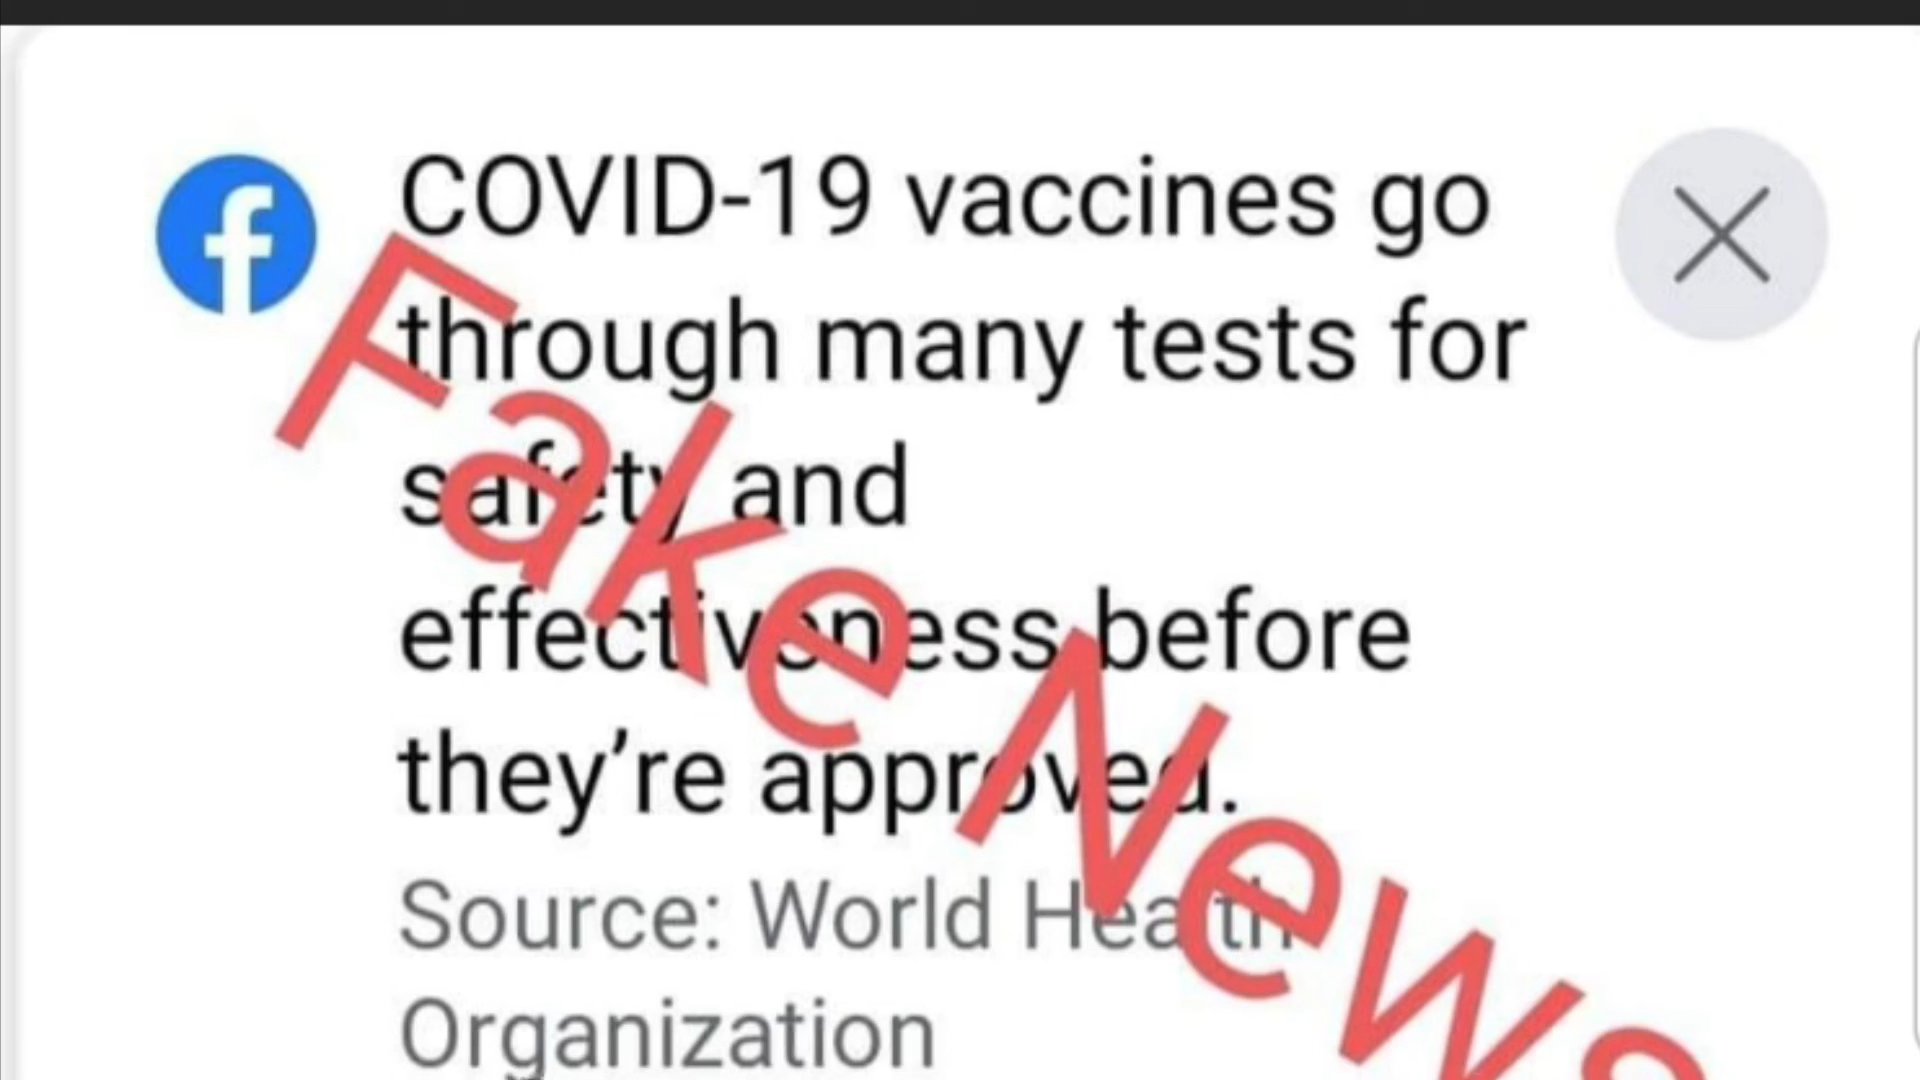 COVID-19 vaccines go
through many tests for
safety and
effectiveness before
they’re approved.
Source: World Health
Organization
Fake News